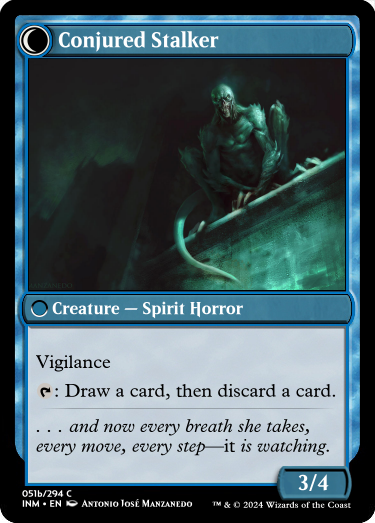 Conjured Stalker
Creature — Spirit Horror
Vigilance
: Draw a card, then discard a card.
. . . and now every breath she takes,
every move, every step—it is watching.
3/4
051b/294 C
INM • EN Antonio José Manzanedo
™ & © 2024 Wizards of the Coast